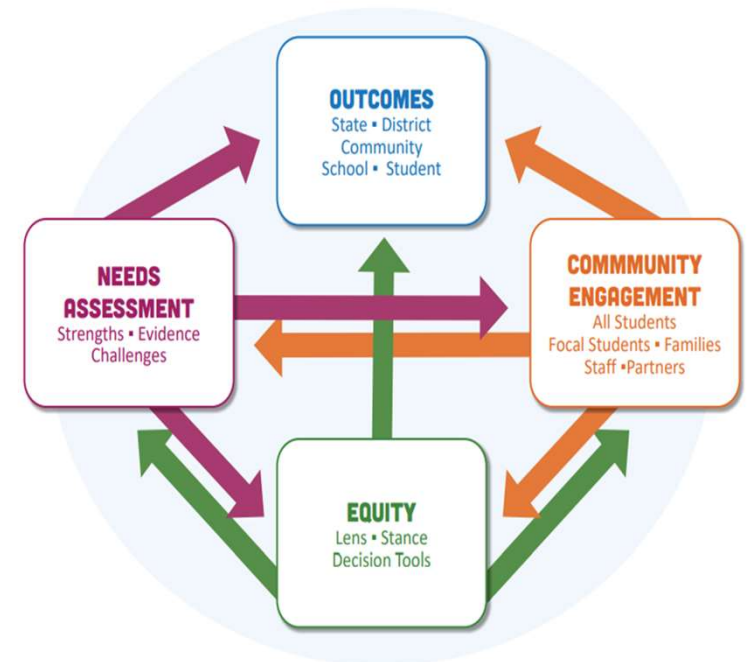 OUTCOMES
State ▪ District
Community
School ▪ Student
NEEDS
ASSESSMENT
Strengths ▪ Evidence
Challenges
COMMMUNITY
ENGAGEMENT
All Students
Focal Students ▪ Families
Staff ▪Partners
EQUITY
Lens ▪ Stance
Decision Tools